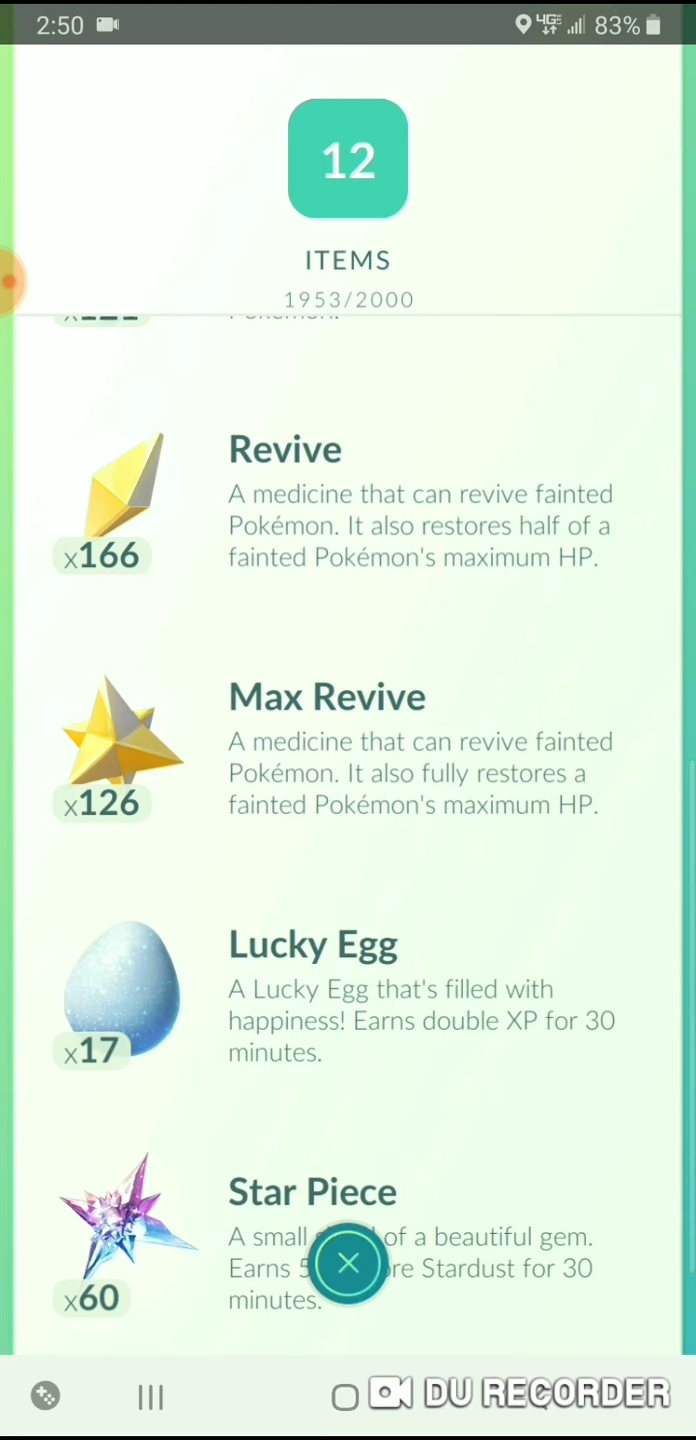 2:50
4GE 83%
12
ITEMS
1953/2000
Revive
A medicine that can revive fainted
Pokémon. It also restores half of a
fainted Pokémon's maximum HP.
x166
Max Revive
A medicine that can revive fainted
Pokémon. It also fully restores a
fainted Pokémon's maximum HP.
x126
Lucky Egg
A Lucky Egg that's filled with
happiness! Earns double XP for 30
minutes.
x17
Star Piece
A small of a beautiful gem.
Earns Stardust for 30
minutes.
x60
DU RECORDER